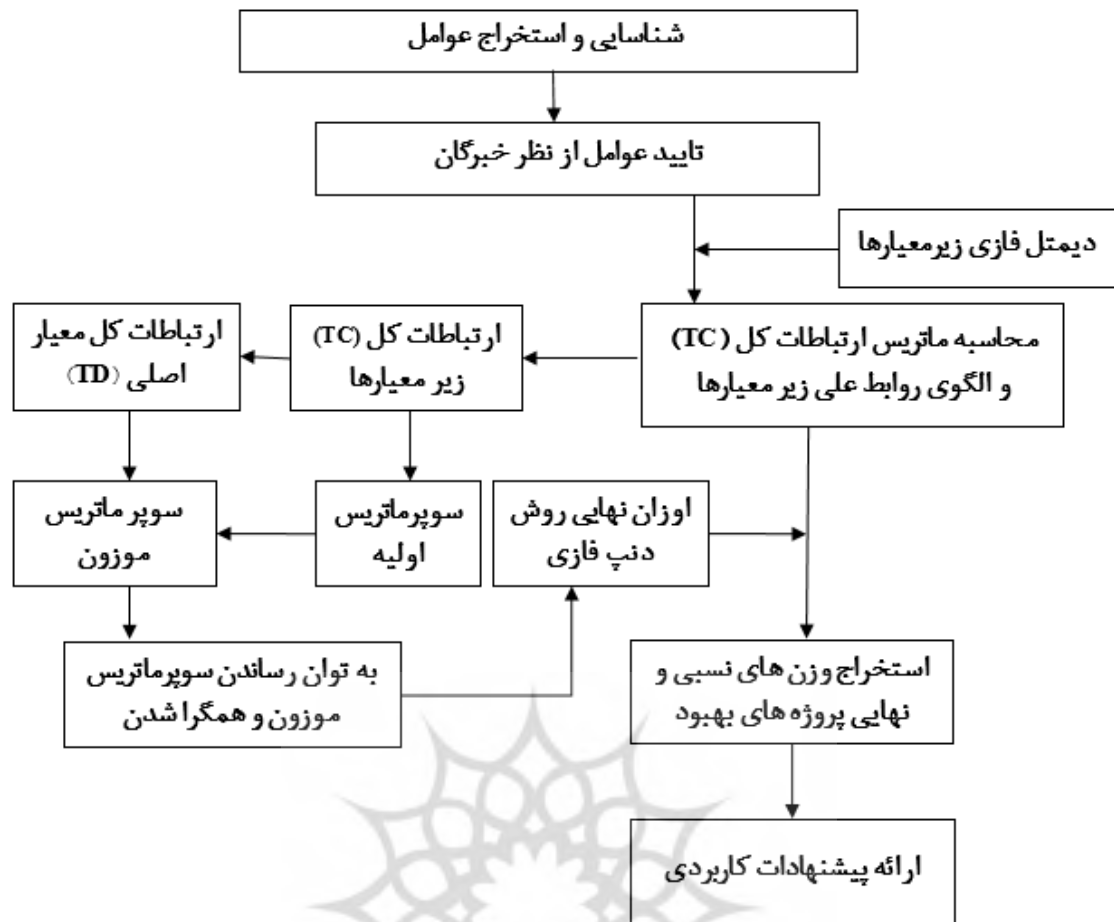 شناسایی و استخراج عوامل
تایید عوامل از نظر خبرگان
دیمتل فازی زیرمعیارها
محاسبه ماتریس ارتباطات کل (TC)
و الگوی روابط علی زیر معیارها
ارتباطات کل (TC)
زیر معیارها
ارتباطات کل معیار
اصلی (TD)
اوزان نهایی روش
دنپ فازی
سوپرماتریس
اولیه
سوپر ماتریس
موزون
به توان رساندن سوپرماتریس
موزون و همگرا شدن
استخراج وزن های نسبی و
نهایی پروژه های بهبود
ارائه پیشنهادات کاربردی